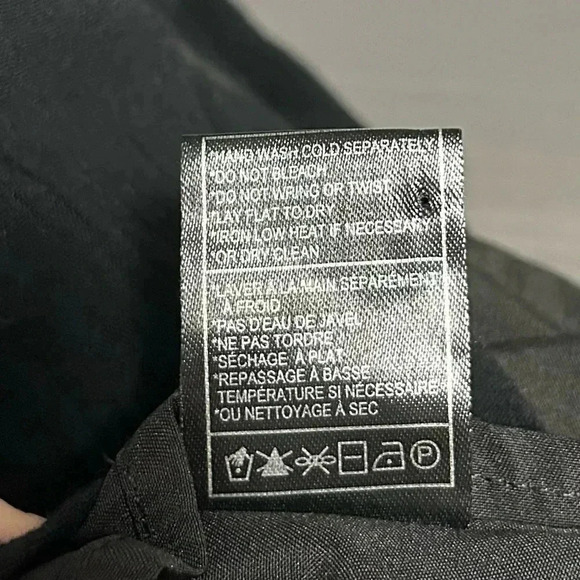 *HAND WASH COLD SEPARATELY
*DO NOT BLEACH
*DO NOT WRING OR TWIST
*LAY FLAT TO DRY
*IRON LOW HEAT IF NECESSARY
*OR DRY CLEAN
*LAVER À LA MAIN SÉPARÉMENT
À FROID
*PAS D'EAU DE JAVEL
*NE PAS TORDRE
*SÉCHAGE À PLAT
*REPASSAGE À BASSE
TEMPÉRATURE SI NÉCESSAIRE
*OU NETTOYAGE À SEC
P